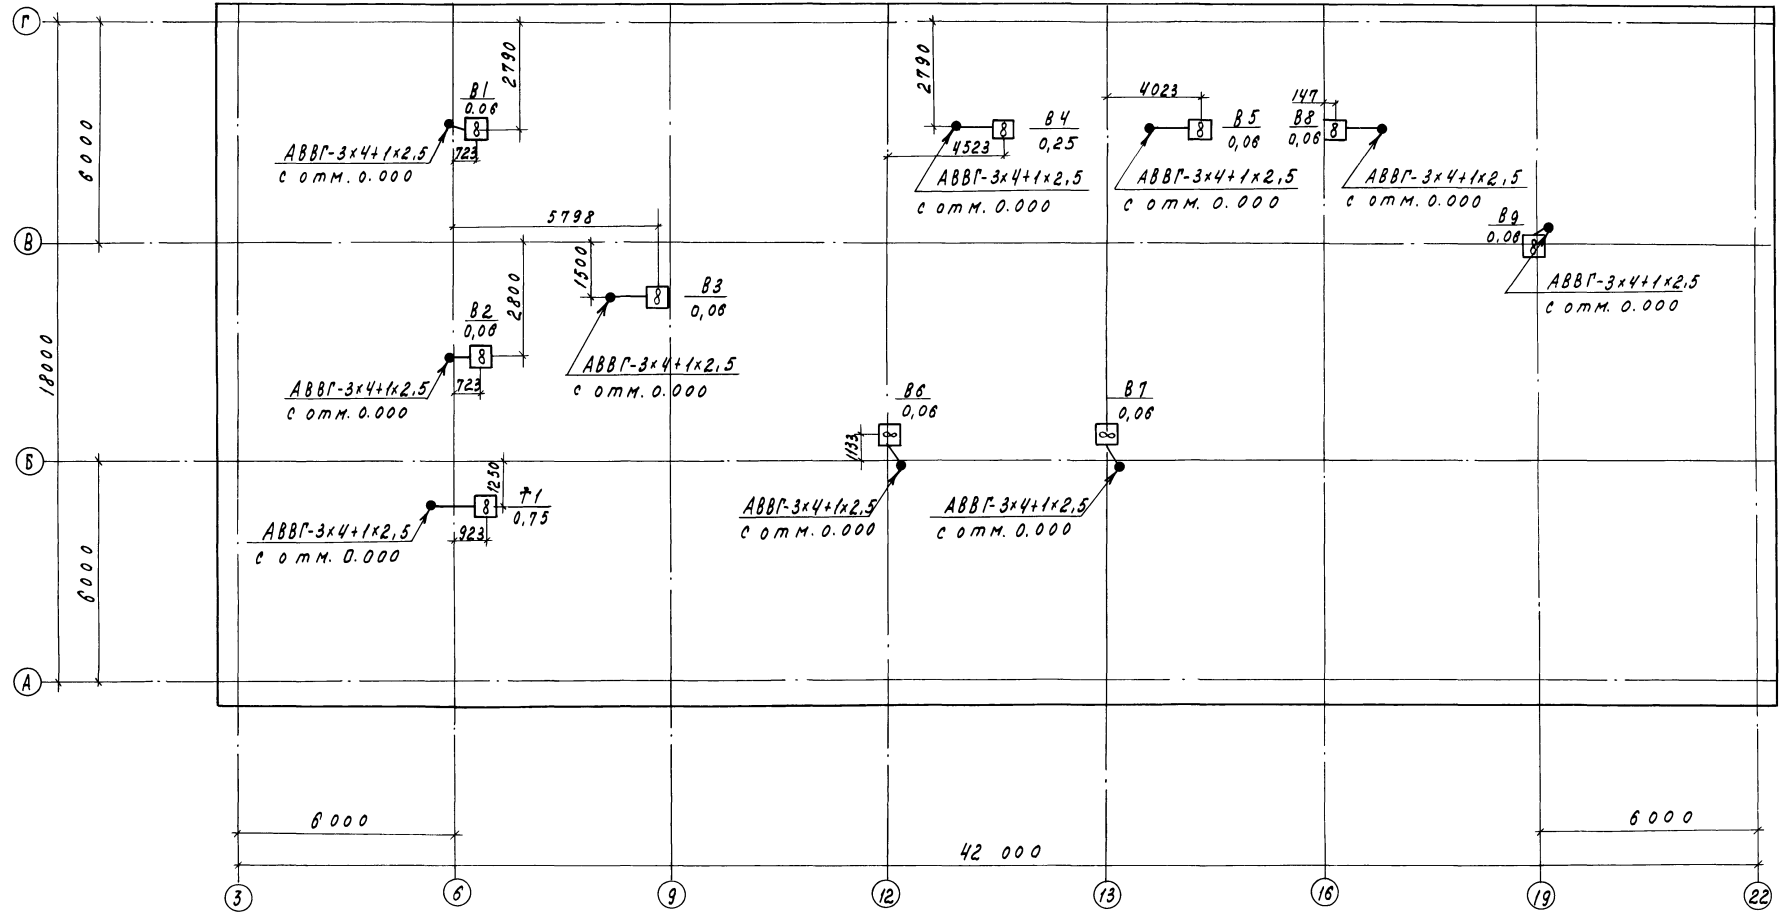 Г
2790
В1
0.06
6000
АВВГ-3х4+1х2,5
с отм. 0.000
723
2790
В4
0,25
4523
АВВГ-3х4+1х2,5
с отм. 0.000
4023
В5
0,06
АВВГ-3х4+1х2,5
с отм. 0.000
147
В8
0,06
АВВГ-3х4+1х2,5
с отм. 0.000
5798
В
В9
0,06
АВВГ-3х4+1х2,5
с отм. 0.000
1500
2800
В3
0,06
АВВГ-3х4+1х2,5
с отм. 0.000
В2
0,06
723
АВВГ-3х4+1х2,5
с отм. 0.000
18000
В6
0,06
1133
АВВГ-3х4+1х2,5
с отм. 0.000
В7
0,06
АВВГ-3х4+1х2,5
с отм. 0.000
Б
1250
0,75
АВВГ-3х4+1х2,5
с отм. 0.000
923
6000
А
6000
6000
42 000
3
6
9
12
13
16
19
22